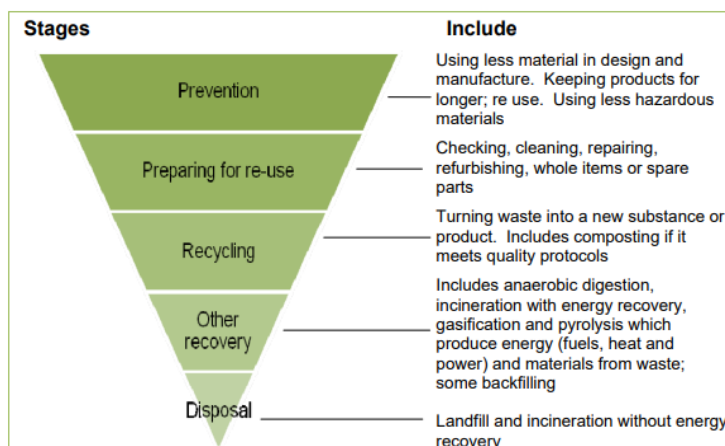 Stages
Include
Prevention
Using less material in design and
manufacture.  Keeping products for
longer; re use.  Using less hazardous
materials
Preparing for re-use
Checking, cleaning, repairing,
refurbishing, whole items or spare
parts
Recycling
Turning waste into a new substance or
product.  Includes composting if it
meets quality protocols
Other
recovery
Includes anaerobic digestion,
incineration with energy recovery,
gasification and pyrolysis which
produce energy (fuels, heat and
power) and materials from waste;
some backfilling
Disposal
Landfill and incineration without energy
recovery